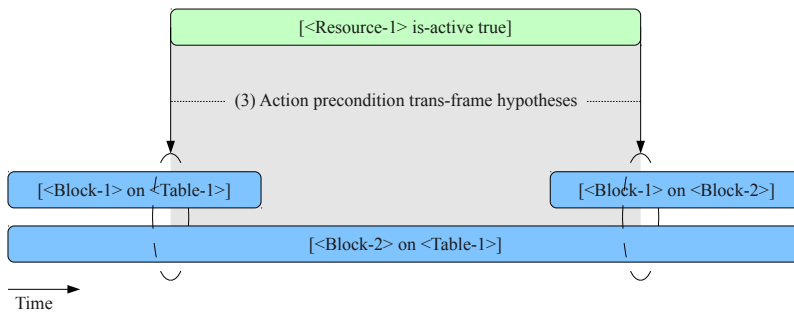 [<Resource-1> is-active true]
(3) Action precondition trans-frame hypotheses
[<Block-1> on <Table-1>]
[<Block-1> on <Block-2>]
[<Block-2> on <Table-1>]
Time